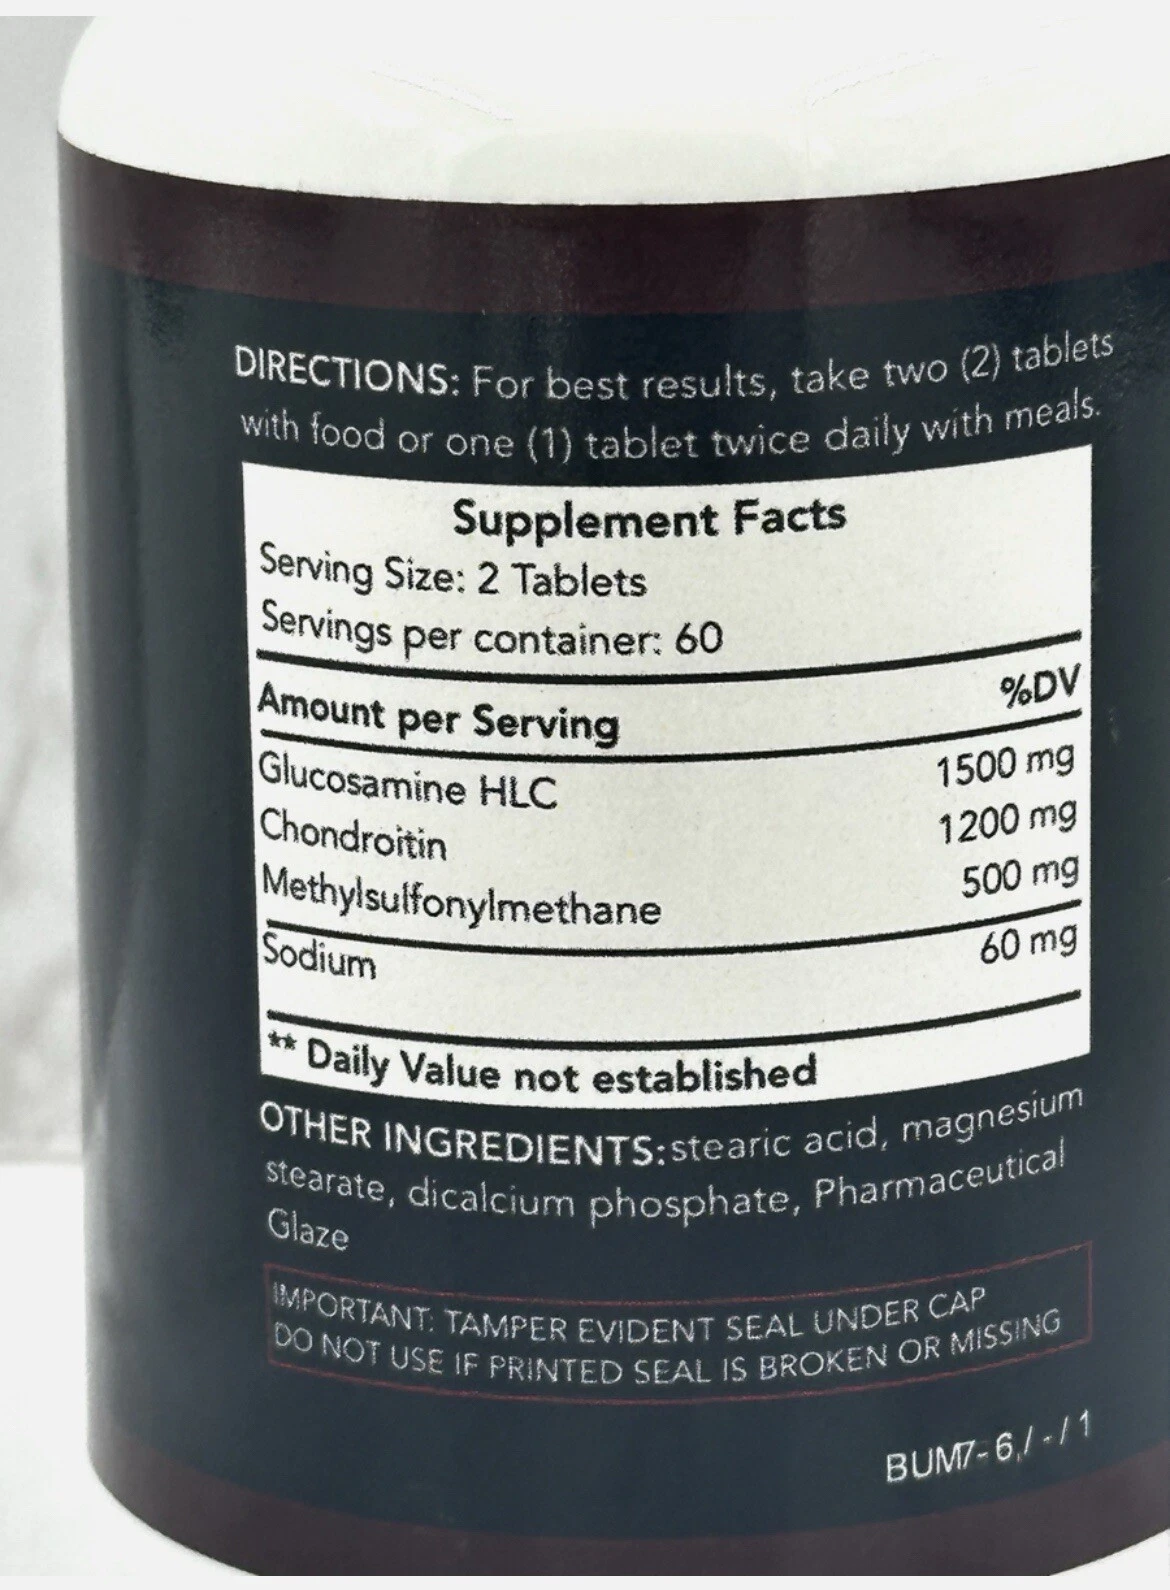 DIRECTIONS: For best results, take two (2) tablets
with food or one (1) tablet twice daily with meals.
Supplement Facts
Serving Size: 2 Tablets
Servings per container: 60
%DV
Amount per Serving
Glucosamine HLC 1500 mg
Chondroitin 1200 mg
Methylsulfonylmethane 500 mg
Sodium 60 mg
** Daily Value not established
OTHER INGREDIENTS: stearic acid, magnesium
stearate, dicalcium phosphate, Pharmaceutical
Glaze
IMPORTANT: TAMPER EVIDENT SEAL UNDER CAP
DO NOT USE IF PRINTED SEAL IS BROKEN OR MISSING